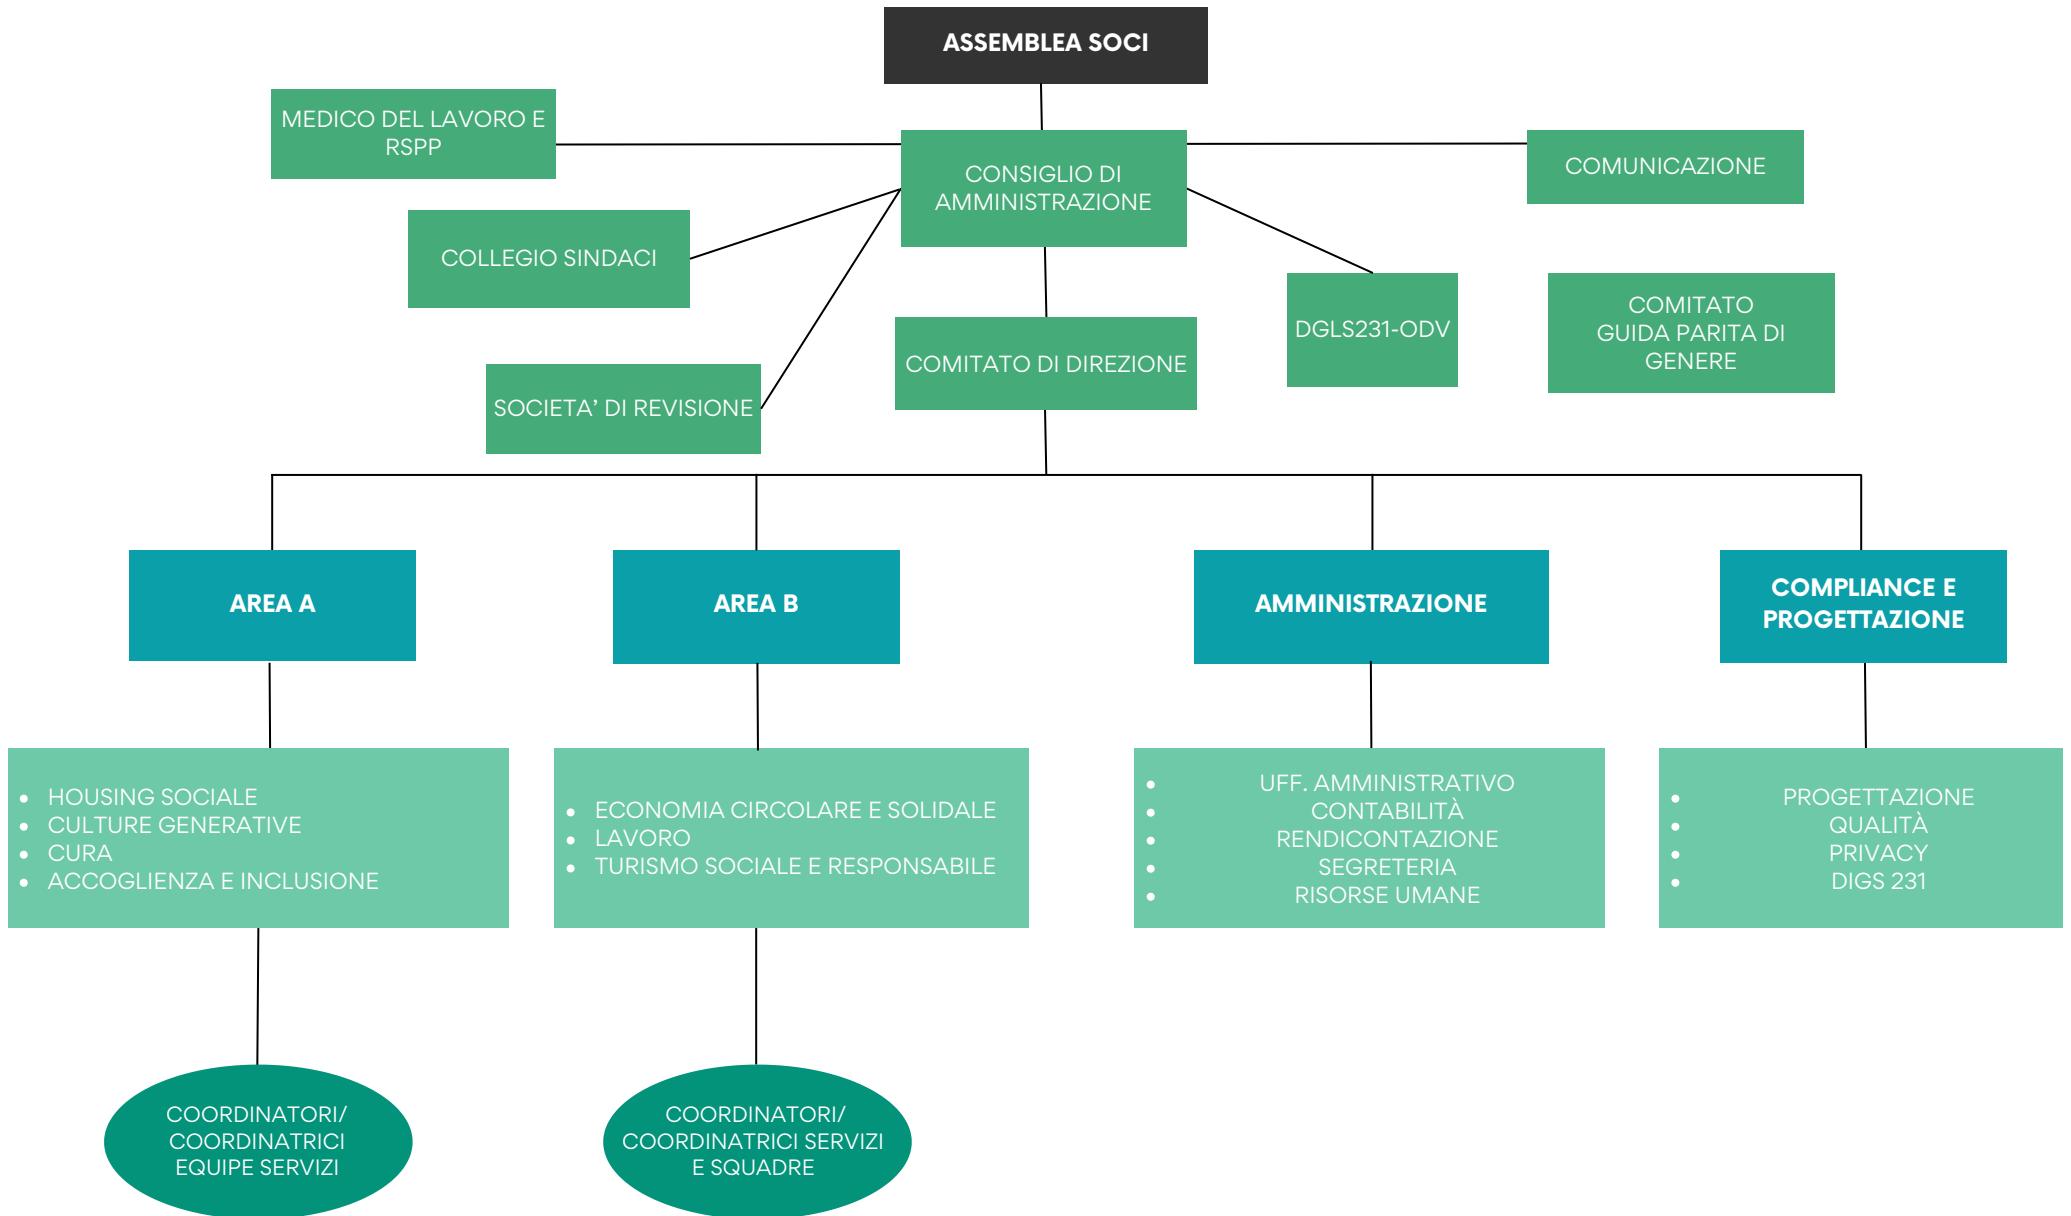 ASSEMBLEA SOCI
MEDICO DEL LAVORO E
RSPP
CONSIGLIO DI
AMMINISTRAZIONE
COMUNICAZIONE
COLLEGIO SINDACI
DGLS231-ODV
COMITATO
GUIDA PARITA DI
GENERE
COMITATO DI DIREZIONE
SOCIETA’ DI REVISIONE
AREA A
AREA B
AMMINISTRAZIONE
COMPLIANCE E
PROGETTAZIONE
• HOUSING SOCIALE
• CULTURE GENERATIVE
• CURA
• ACCOGLIENZA E INCLUSIONE
• ECONOMIA CIRCOLARE E SOLIDALE
• LAVORO
• TURISMO SOCIALE E RESPONSABILE
• UFF. AMMINISTRATIVO
• CONTABILITÀ
• RENDICONTAZIONE
• SEGRETERIA
• RISORSE UMANE
• PROGETTAZIONE
• QUALITÀ
• PRIVACY
• DIGS 231
COORDINATORI/
COORDINATRICI
EQUIPE SERVIZI
COORDINATORI/
COORDINATRICI SERVIZI
E SQUADRE